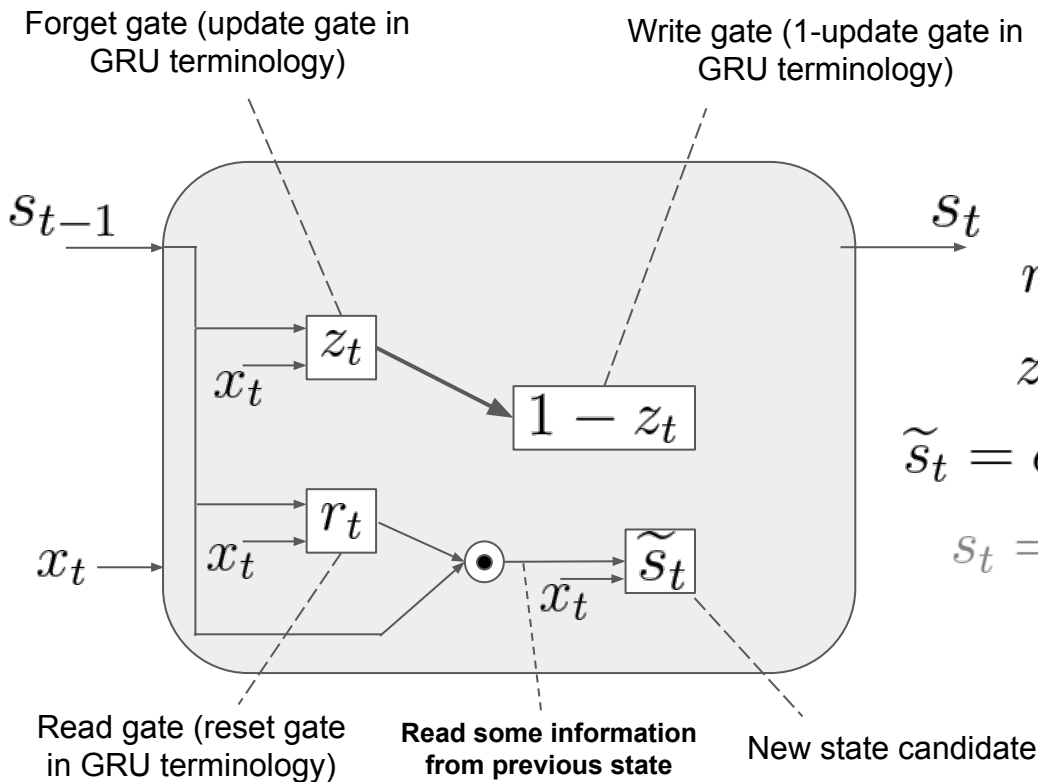 Forget gate (update gate in
GRU terminology)
Write gate (1-update gate in
GRU terminology)
s_{t-1}
s_t
z_t
x_t
1 − z_t
r_t
x_t
x_t
s̃_t
x_t
z
s̃_t =
s_t =
Read gate (reset gate
in GRU terminology)
Read some information
from previous state
New state candidate